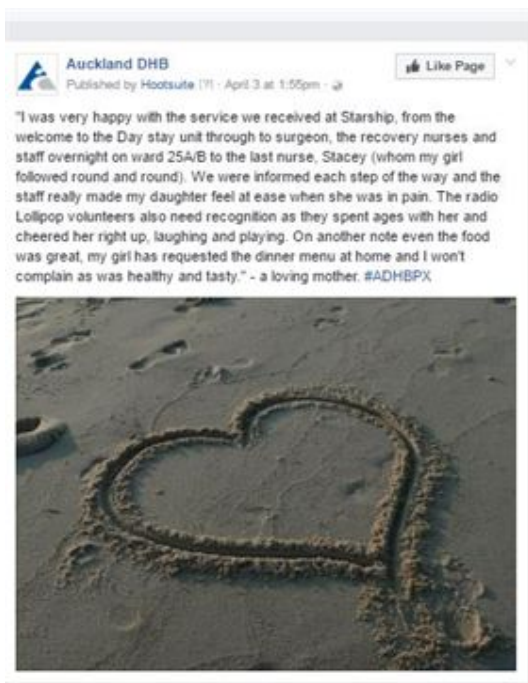 Auckland DHB
Like Page
Published by Hootsuite [?] · April 3 at 1:55pm ·
"I was very happy with the service we received at Starship, from the
welcome to the Day stay unit through to surgeon, the recovery nurses and
staff overnight on ward 25A/B to the last nurse, Stacey (whom my girl
followed round and round). We were informed each step of the way and the
staff really made my daughter feel at ease when she was in pain. The radio
Lollipop volunteers also need recognition as they spent ages with her and
cheered her right up, laughing and playing. On another note even the food
was great, my girl has requested the dinner menu at home and I won't
complain as was healthy and tasty." - a loving mother. #ADHBPX